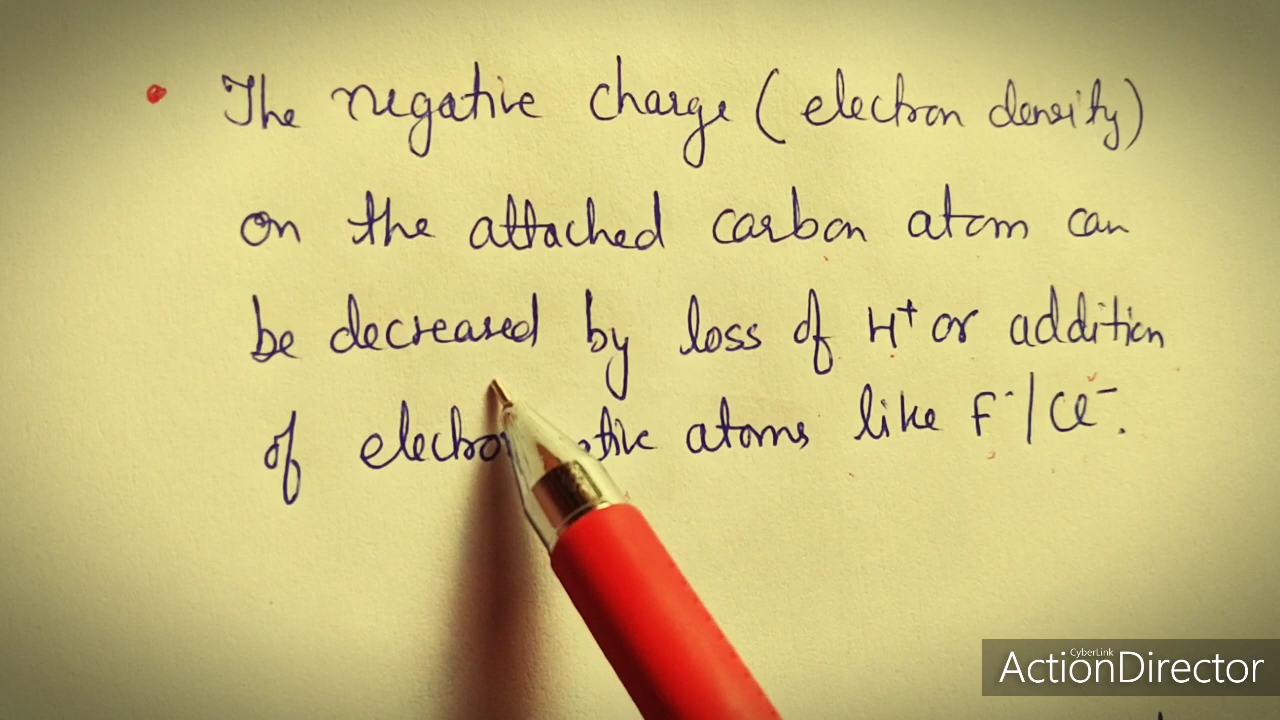 The negative charge (electron density)
on the attached carbon atom can
be decreased by loss of H⁺ or addition
of atoms like F⁻/Cl⁻.
CyberLink
ActionDirector